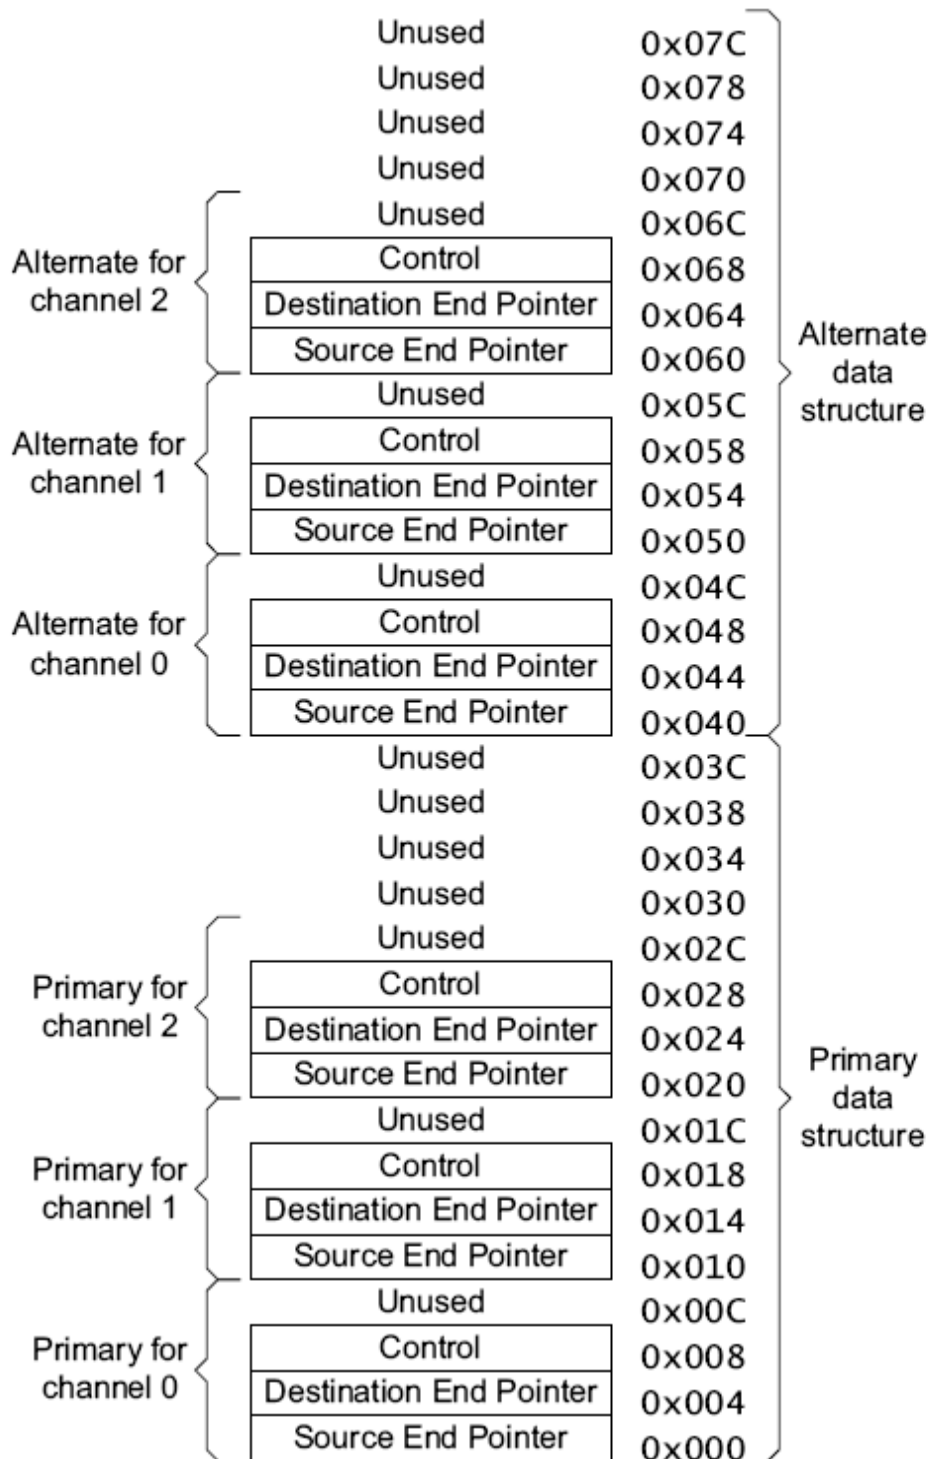 Unused 0x07C
Unused 0x078
Unused 0x074
Unused 0x070
Unused 0x06C
Alternate for
channel 2
Control 0x068
Destination End Pointer 0x064
Source End Pointer 0x060
Alternate
data
structure
Unused 0x05C
Alternate for
channel 1
Control 0x058
Destination End Pointer 0x054
Source End Pointer 0x050
Unused 0x04C
Alternate for
channel 0
Control 0x048
Destination End Pointer 0x044
Source End Pointer 0x040
Unused 0x03C
Unused 0x038
Unused 0x034
Unused 0x030
Unused 0x02C
Primary for
channel 2
Control 0x028
Destination End Pointer 0x024
Source End Pointer 0x020
Primary
data
structure
Unused 0x01C
Primary for
channel 1
Control 0x018
Destination End Pointer 0x014
Source End Pointer 0x010
Unused 0x00C
Primary for
channel 0
Control 0x008
Destination End Pointer 0x004
Source End Pointer 0x000